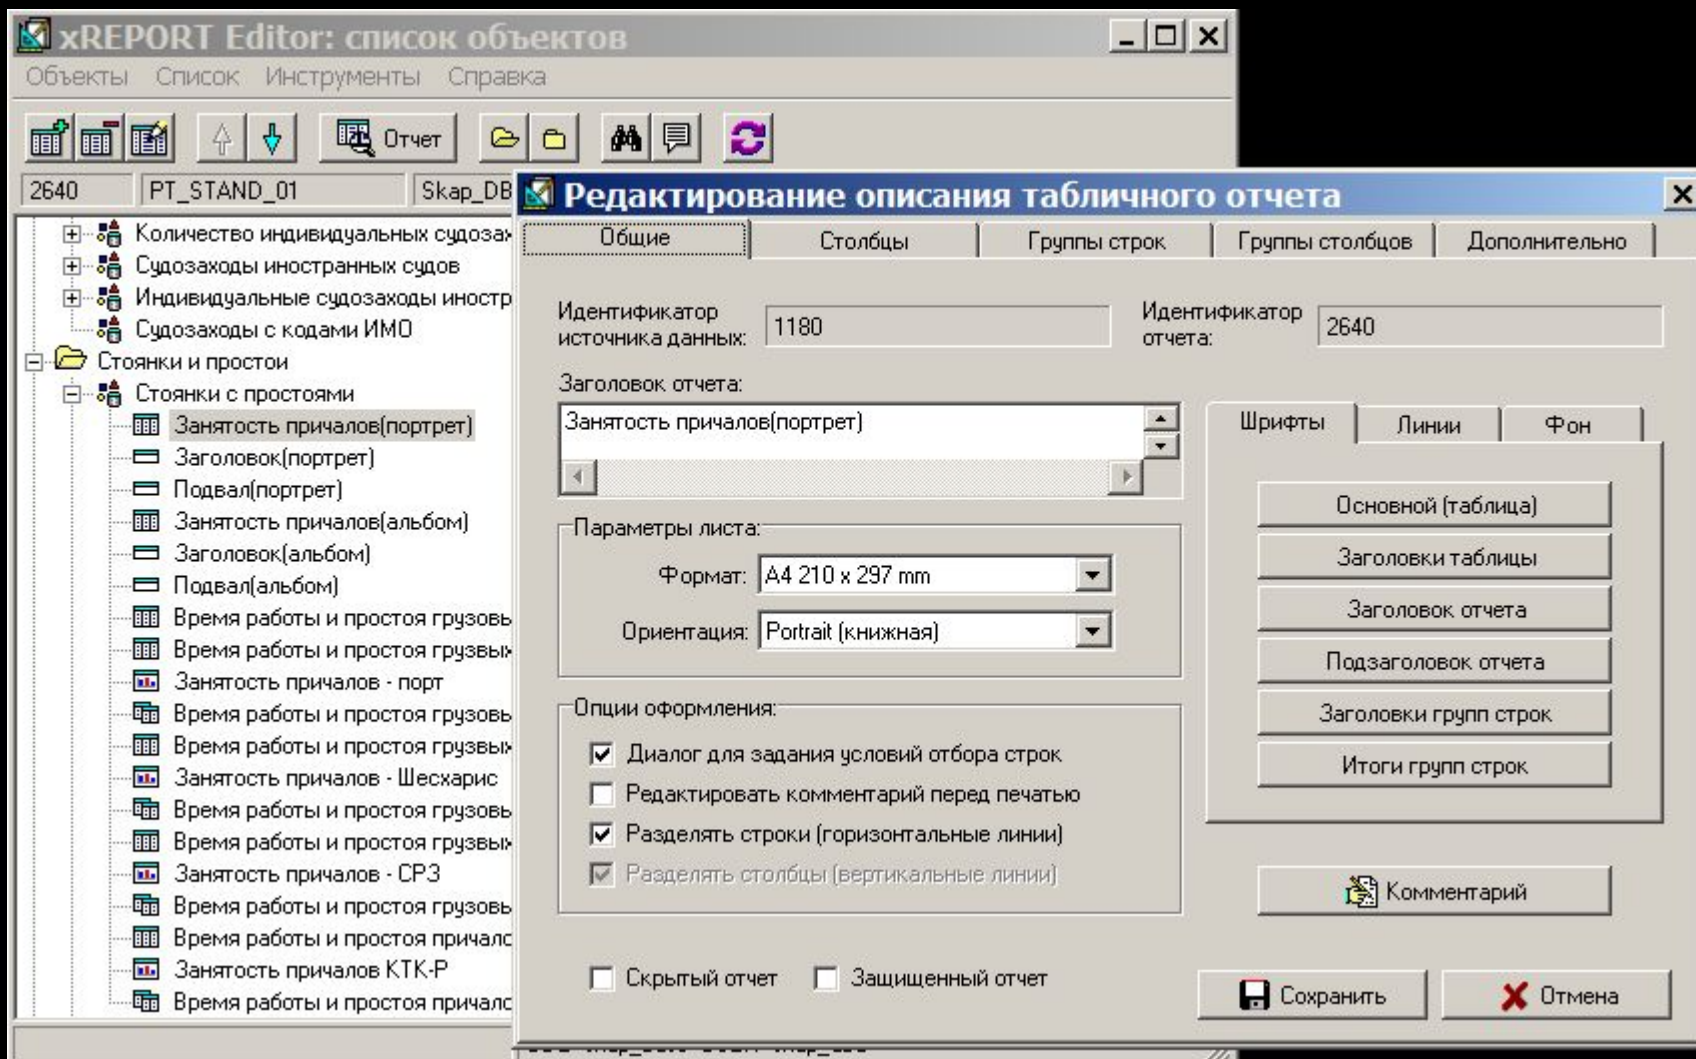 xREPORT Editor: список объектов
Объекты Список Инструменты Справка
Отчет
2640 PT_STAND_01 Skap_DB
Количество индивидуальных судозах
Судозаходы иностранных судов
Индивидуальные судозаходы иностр
Судозаходы с кодами ИМО
Стоянки и простои
Стоянки с простоями
Занятость причалов(портрет)
Заголовок(портрет)
Подвал(портрет)
Занятость причалов(альбом)
Заголовок(альбом)
Подвал(альбом)
Время работы и простоя грузовь
Время работы и простоя грузвых
Занятость причалов - порт
Время работы и простоя грузовь
Время работы и простоя грузвых
Занятость причалов - Шесхарис
Время работы и простоя грузовь
Время работы и простоя грузвых
Занятость причалов - СРЗ
Время работы и простоя грузовь
Время работы и простоя причало
Занятость причалов КТК-Р
Время работы и простоя причало
Редактирование описания табличного отчета
Общие Столбцы Группы строк Группы столбцов Дополнительно
Идентификатор
источника данных: 1180
Идентификатор
отчета: 2640
Заголовок отчета:
Занятость причалов(портрет)
Параметры листа:
Формат: A4 210 x 297 mm
Ориентация: Portrait (книжная)
Опции оформления:
Диалог для задания условий отбора строк
Редактировать комментарий перед печатью
Разделять строки (горизонтальные линии)
Разделять столбцы (вертикальные линии)
Скрытый отчет Защищенный отчет
Шрифты Линии Фон
Основной (таблица)
Заголовки таблицы
Заголовок отчета
Подзаголовок отчета
Заголовки групп строк
Итоги групп строк
Комментарий
Сохранить Отмена